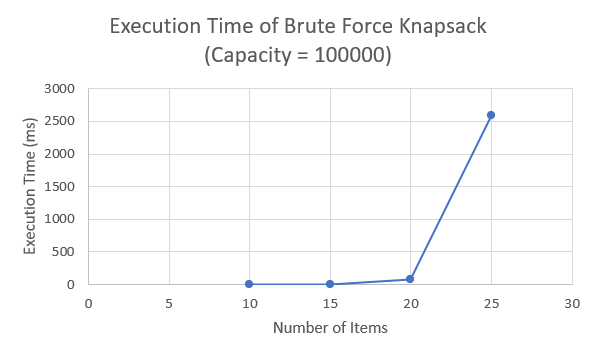 Execution Time of Brute Force Knapsack
(Capacity = 100000)
3000
2500
2000
1500
1000
500
0
Execution Time (ms)
0 5 10 15 20 25 30
Number of Items